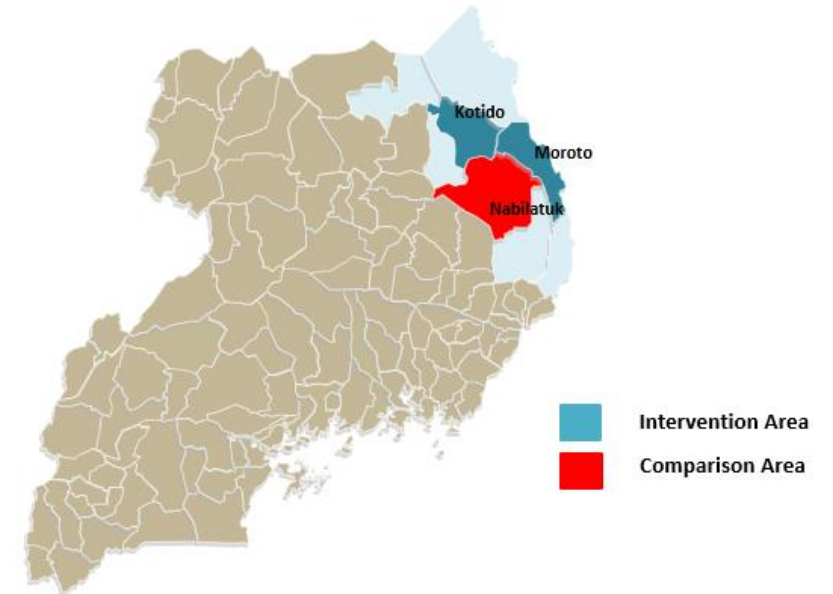 Kotido
Moroto
Nabilatuk
Intervention Area
Comparison Area